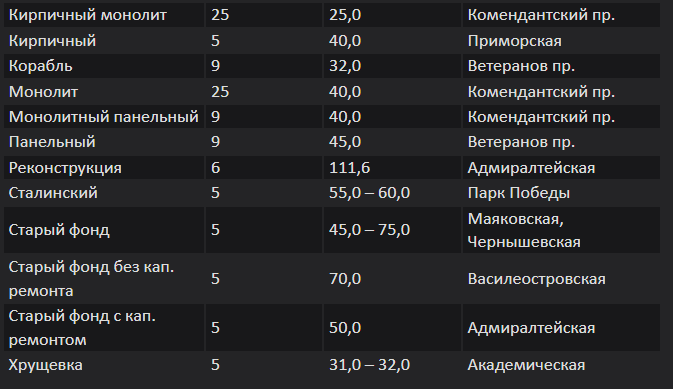 Кирпичный монолит 25 25,0 Комендантский пр.
Кирпичный 5 40,0 Приморская
Корабль 9 32,0 Ветеранов пр.
Монолит 25 40,0 Комендантский пр.
Монолитный панельный 9 40,0 Комендантский пр.
Панельный 9 45,0 Ветеранов пр.
Реконструкция 6 111,6 Адмиралтейская
Сталинский 5 55,0 – 60,0 Парк Победы
Старый фонд 5 45,0 – 75,0 Маяковская,
Чернышевская
Старый фонд без кап.
ремонта 5 70,0 Василеостровская
Старый фонд с кап.
ремонтом 5 50,0 Адмиралтейская
Хрущевка 5 31,0 – 32,0 Академическая